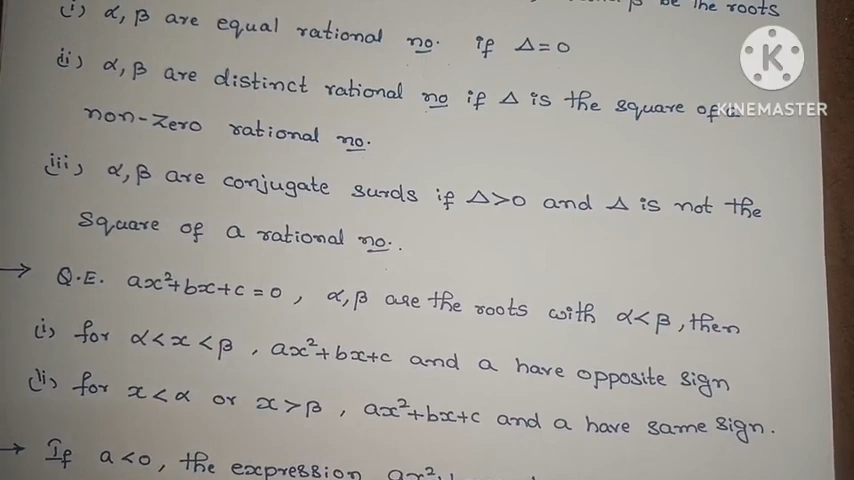 β be the roots
(i) α, β are equal rational no. if Δ=0
(ii) α, β are distinct rational no if Δ is the square of a
non-zero rational no.
(iii) α, β are conjugate surds if Δ>0 and Δ is not the
square of a rational no..
→ Q.E. ax²+bx+c=0, α, β are the roots with α<β, then
(i) for α<x<β, ax²+bx+c and a have opposite sign
(ii) for x<α or x>β, ax²+bx+c and a have same sign.
→ If a<0, the expression ax²
KINEMASTER